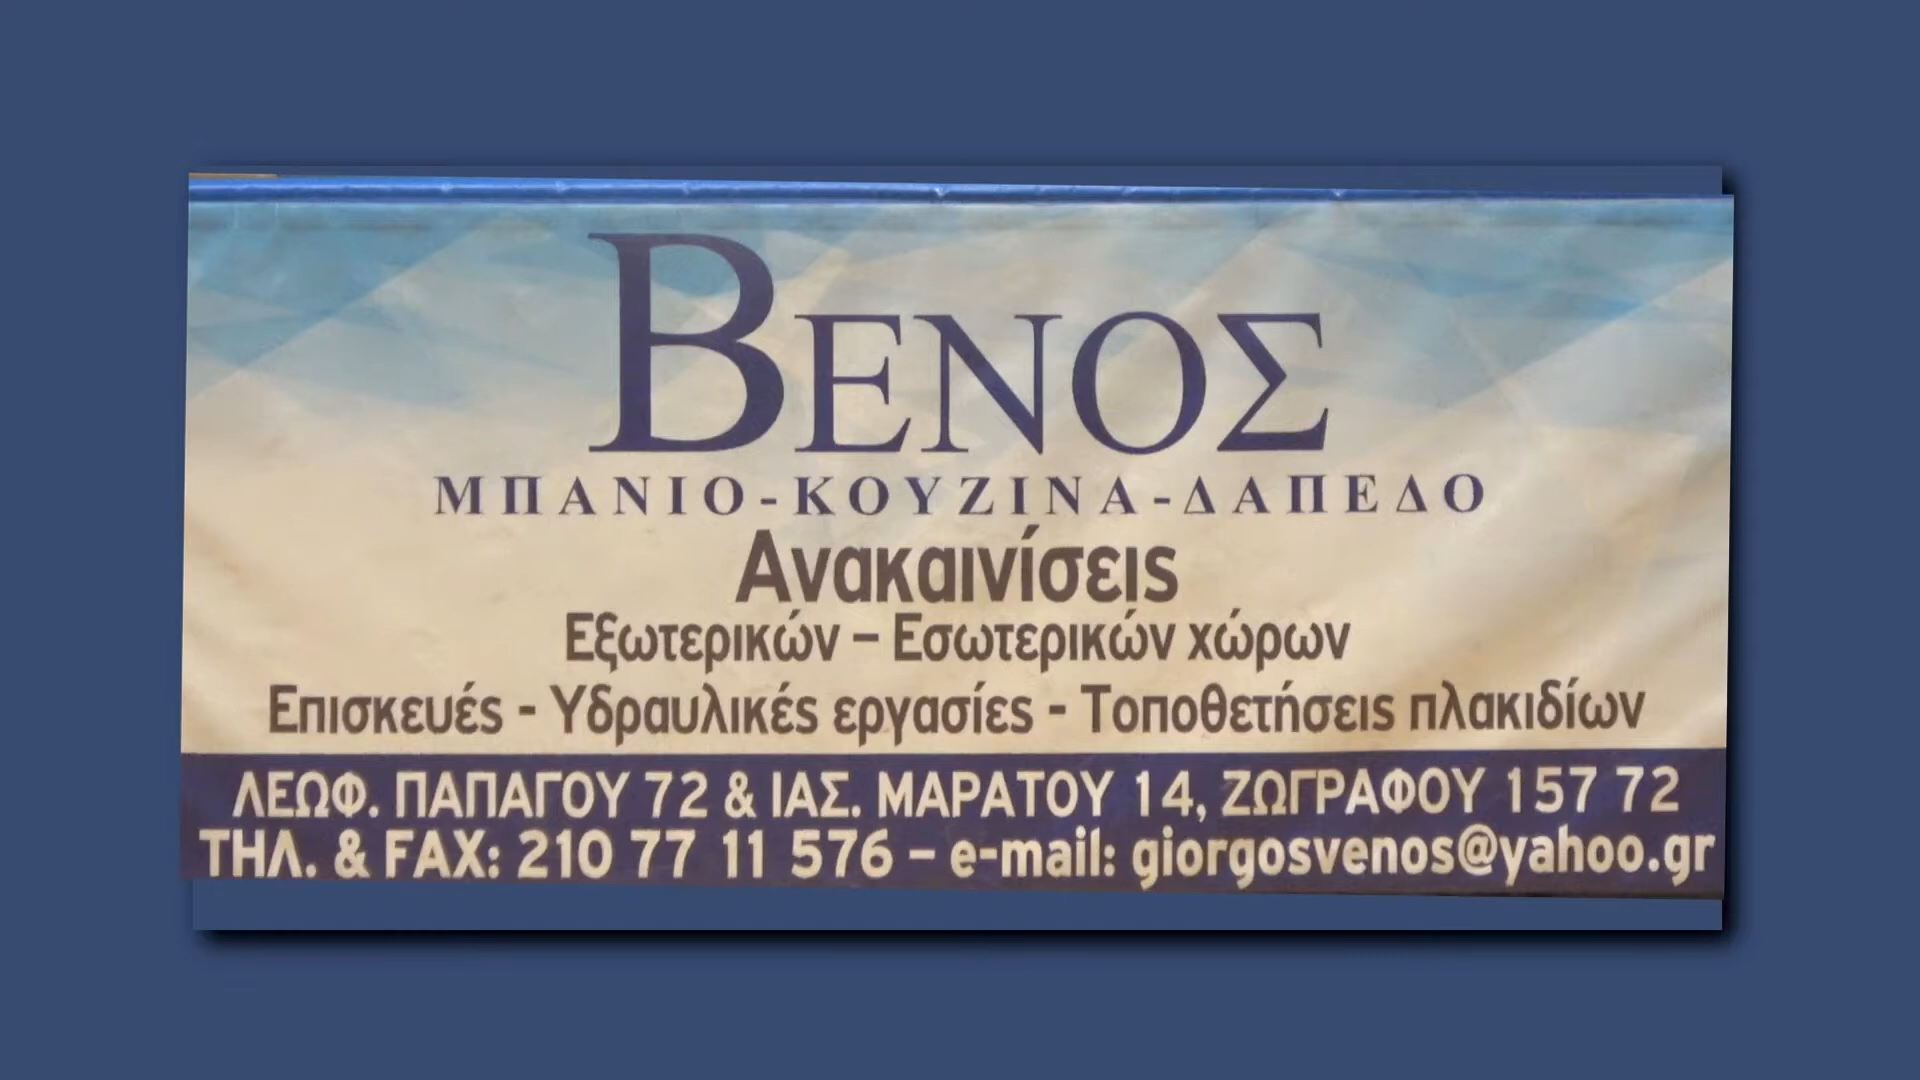 ΒΕΝΟΣ
ΜΠΑΝΙΟ-ΚΟΥΖΙΝΑ-ΔΑΠΕΔΟ
Ανακαινίσεις
Εξωτερικών – Εσωτερικών χώρων
Επισκευές - Υδραυλικές εργασίες - Τοποθετήσεις πλακιδίων
ΛΕΩΦ. ΠΑΠΑΓΟΥ 72 & ΙΑΣ. ΜΑΡΑΤΟΥ 14, ΖΩΓΡΑΦΟΥ 157 72
ΤΗΛ. & FAX: 210 77 11 576 – e-mail: giorgosvenos@yahoo.gr